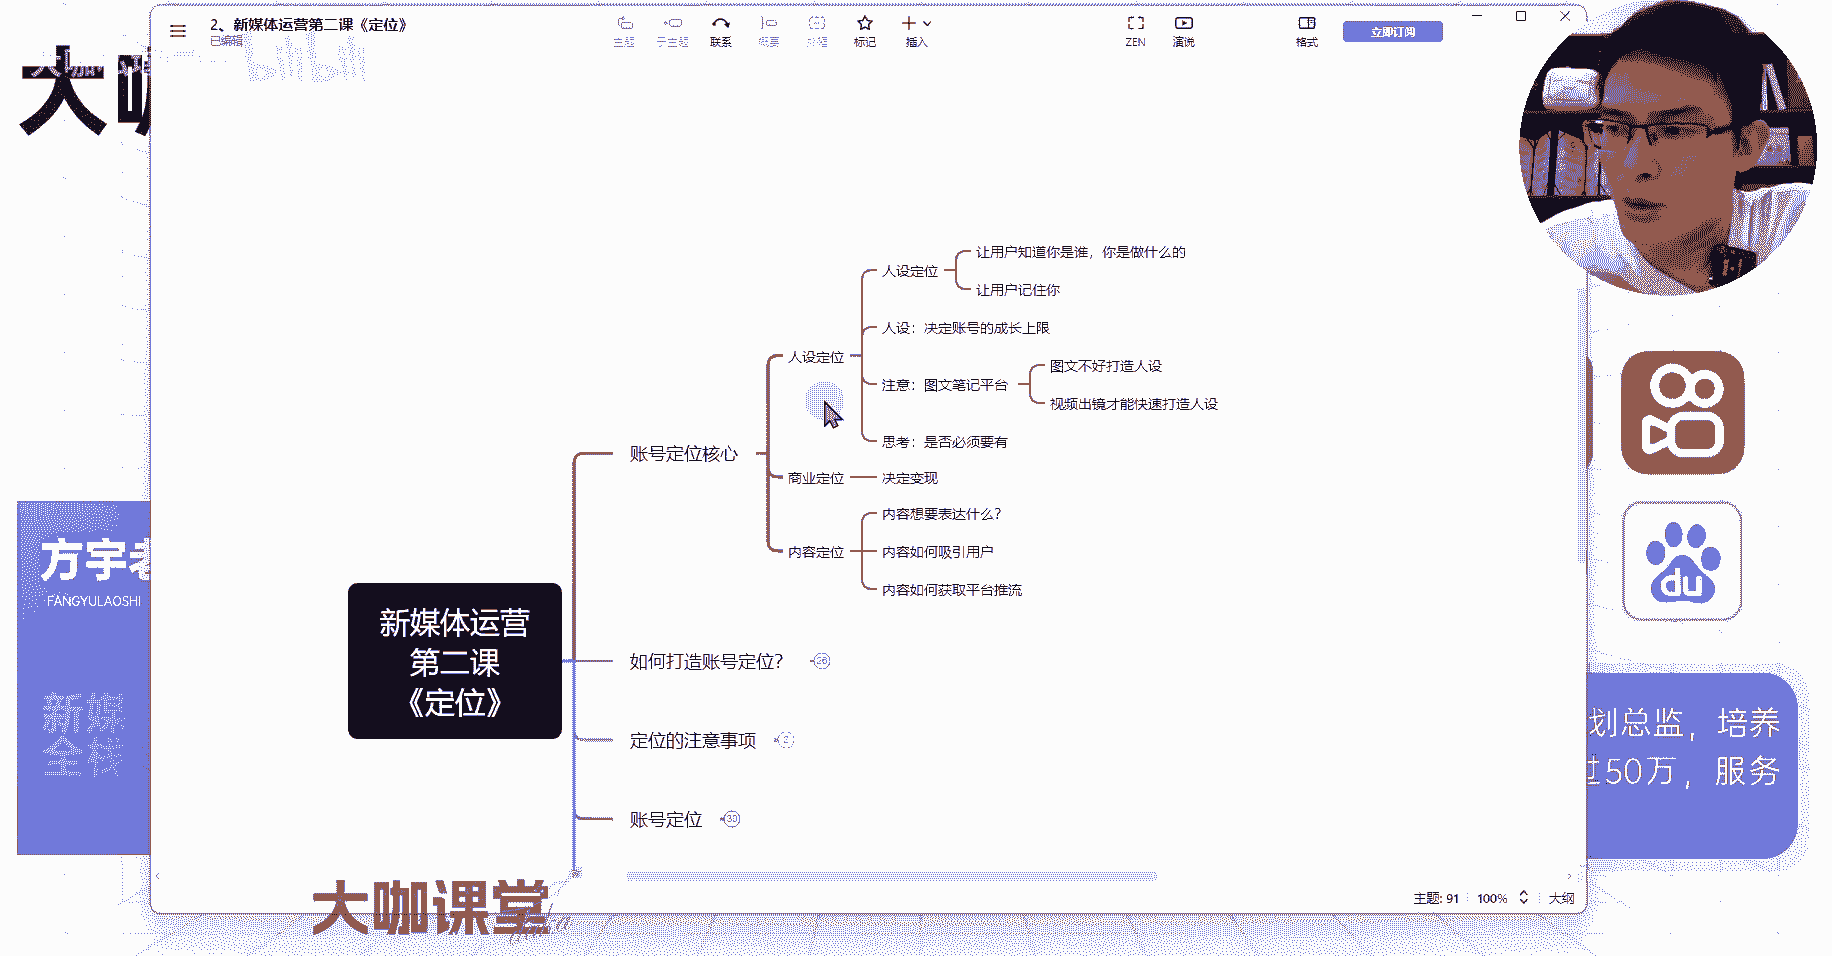 2、新媒体运营第二课《定位》
已编辑
主题
子主题
联系
概要
外框
标记
插入
ZEN
演说
格式
立即订阅
bilibili
大咖
让用户知道你是谁，你是做什么的
人设定位
让用户记住你
人设：决定账号的成长上限
人设定位
图文不好打造人设
注意：图文笔记平台
视频出镜才能快速打造人设
思考：是否必须要有
账号定位核心
商业定位
决定变现
内容想要表达什么？
内容定位
内容如何吸引用户
内容如何获取平台推流
方宇老
FANGYULAOSHI
du
新媒体运营
第二课
《定位》
如何打造账号定位？
26
新媒
全栈
定位的注意事项
账号定位
30
划总监，培养
过50万，服务
大咖课堂
主题: 91
100%
大纲